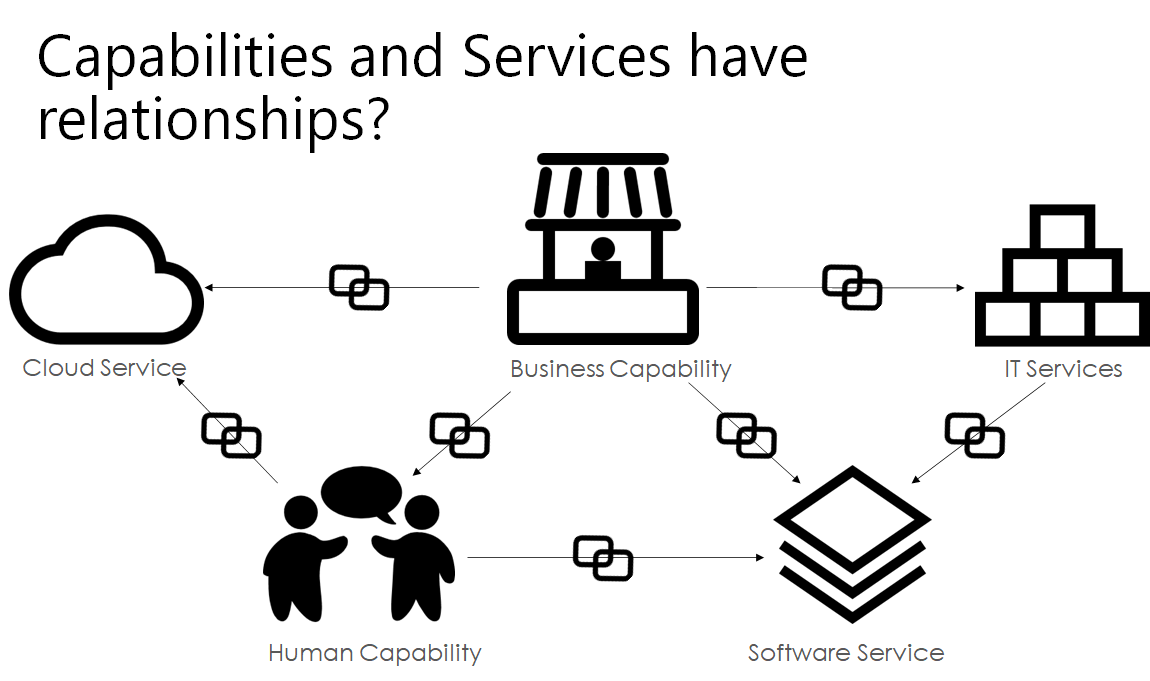 Capabilities and Services have
relationships?
Cloud Service
Business Capability
IT Services
Human Capability
Software Service